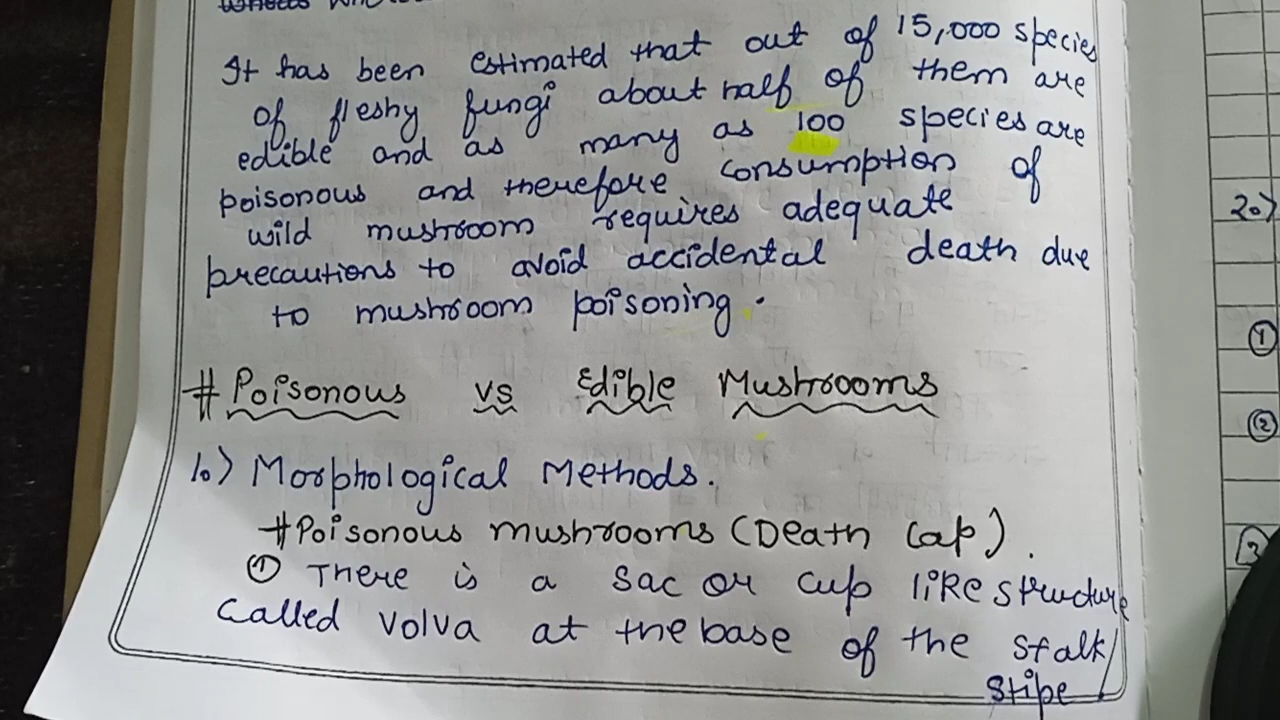 It has been estimated that out of 15,000 species
of fleshy fungi about half of them are
edible and as many as 100 species are
poisonous and therefore consumption of
wild mushroom requires adequate
precautions to avoid accidental death due
to mushroom poisoning.
# Poisonous vs Edible Mushrooms
1.) Morphological Methods.
# Poisonous mushrooms (Death Cap).
① There is a sac or cup like structure
called volva at the base of the stalk/
stipe
20)
①
②